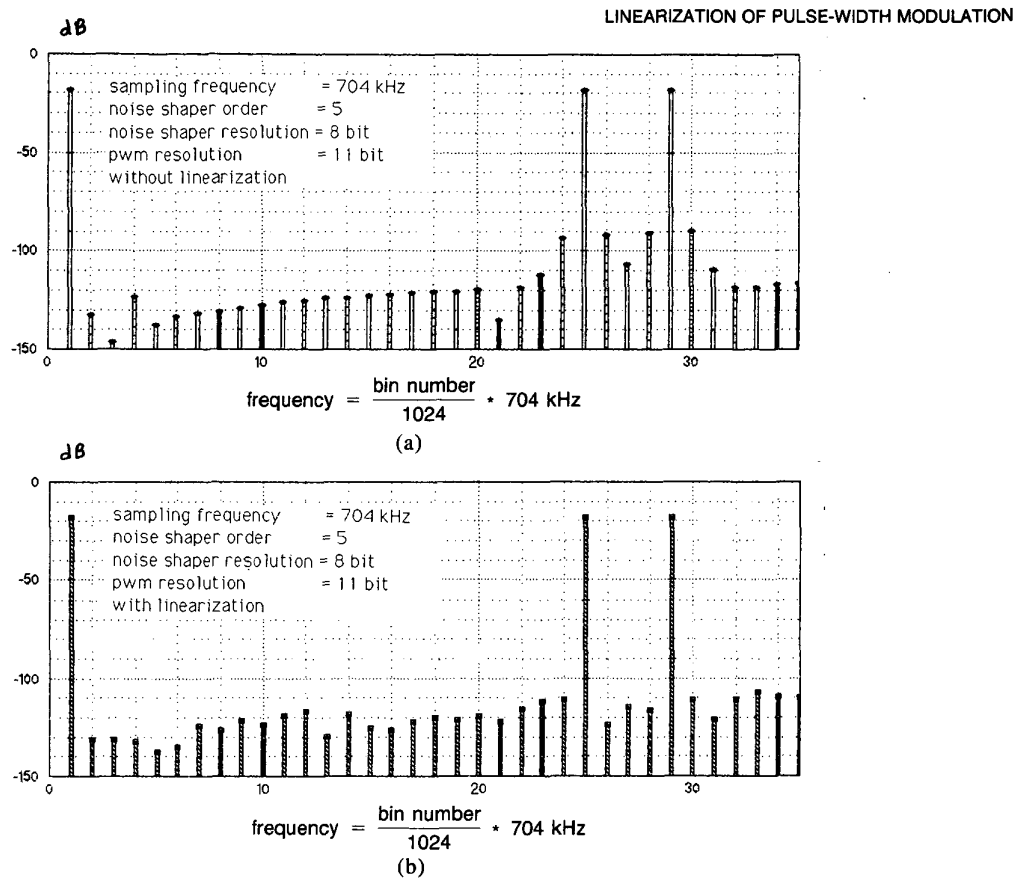 LINEARIZATION OF PULSE-WIDTH MODULATION
dB
0
sampling frequency = 704 kHz
noise shaper order = 5
noise shaper resolution = 8 bit
-50
pwm resolution = 11 bit
without linearization
-100
-150
0 10 20 30
frequency = bin number / 1024 * 704 kHz
(a)
dB
0
sampling frequency = 704 kHz
noise shaper order = 5
noise shaper resolution = 8 bit
-50
pwm resolution = 11 bit
with linearization
-100
-150
0 10 20 30
frequency = bin number / 1024 * 704 kHz
(b)